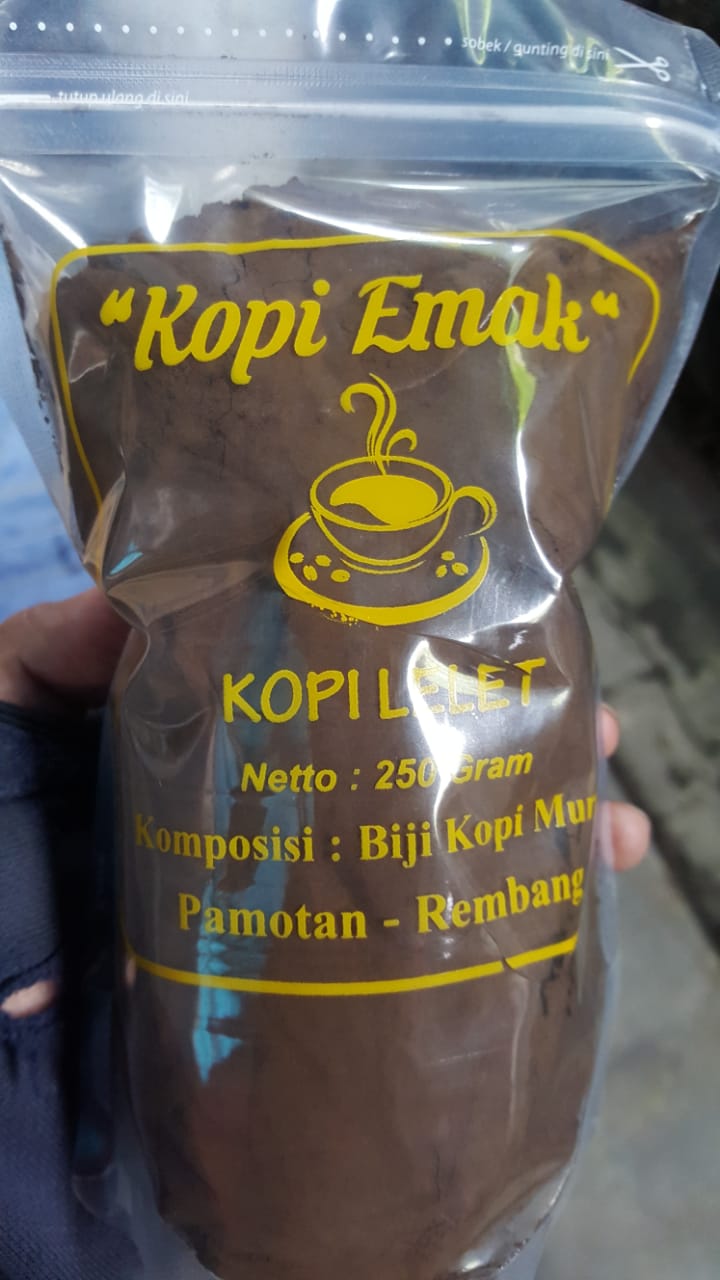 sobek / gunting di sini
tutup ulang di sini
“Kopi Emak“
KOPI LELET
Netto : 250 Gram
Komposisi : Biji Kopi
Pamotan - Rembang